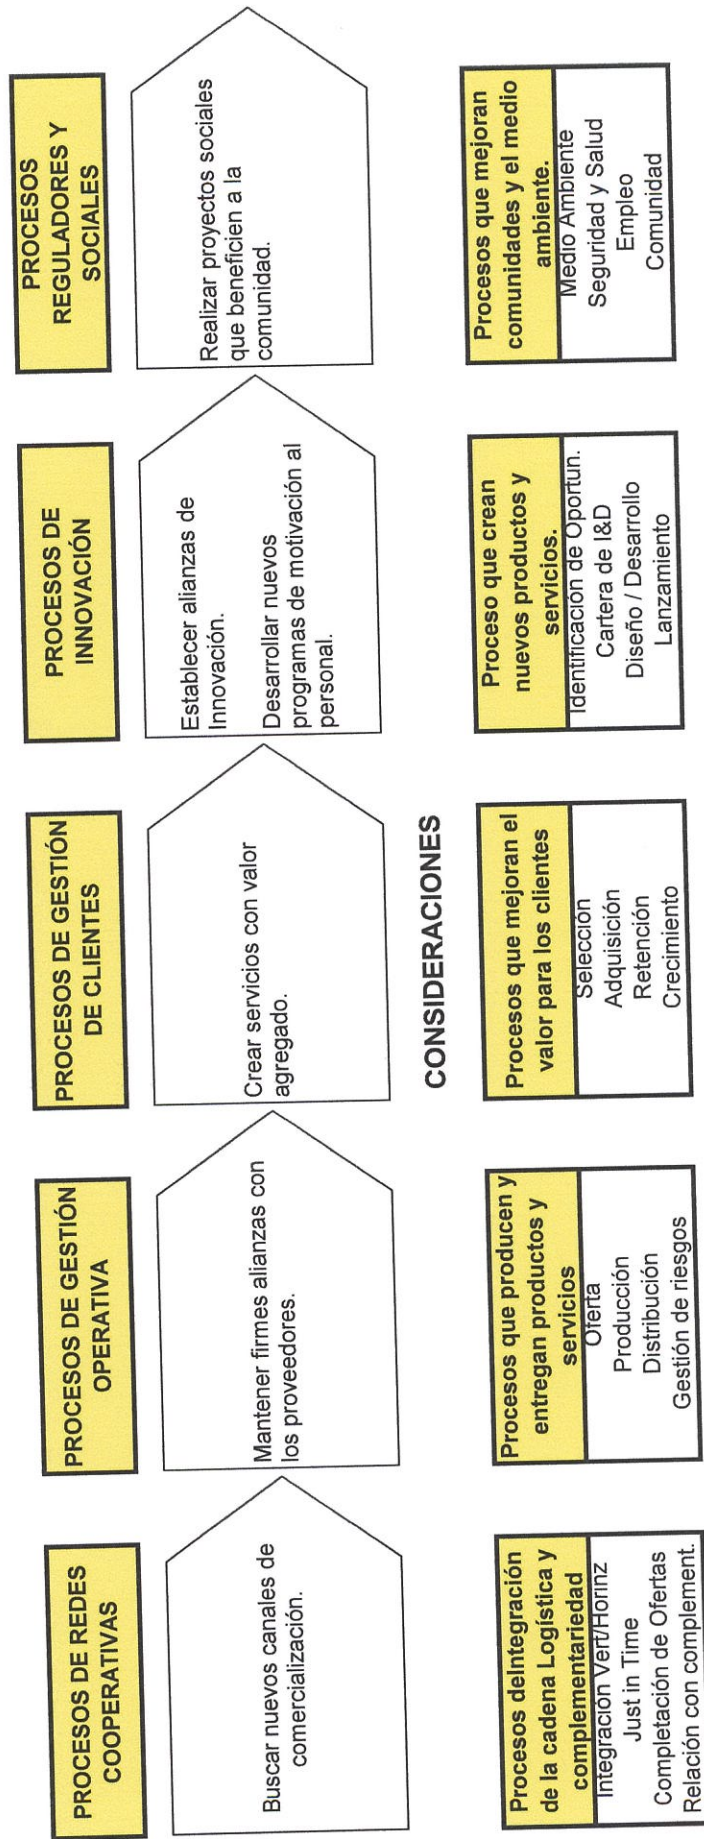 PROCESOS DE REDES
COOPERATIVAS
PROCESOS DE GESTIÓN
OPERATIVA
PROCESOS DE GESTIÓN
DE CLIENTES
PROCESOS DE
INNOVACIÓN
PROCESOS
REGULADORES Y
SOCIALES
Buscar nuevos canales de
comercialización.
Mantener firmes alianzas con
los proveedores.
Crear servicios con valor
agregado.
Establecer alianzas de
Innovación.
Desarrollar nuevos
programas de motivación al
personal.
Realizar proyectos sociales
que beneficien a la
comunidad.
CONSIDERACIONES
Procesos deIntegración
de la cadena Logística y
complementariedad
Integración Vert/Horinz
Just in Time
Completación de Ofertas
Relación con complement.
Procesos que producen y
entregan productos y
servicios
Oferta
Producción
Distribución
Gestión de riesgos
Procesos que mejoran el
valor para los clientes
Selección
Adquisición
Retención
Crecimiento
Proceso que crean
nuevos productos y
servicios.
Identificación de Oportun.
Cartera de I&D
Diseño / Desarrollo
Lanzamiento
Procesos que mejoran
comunidades y el medio
ambiente.
Medio Ambiente
Seguridad y Salud
Empleo
Comunidad